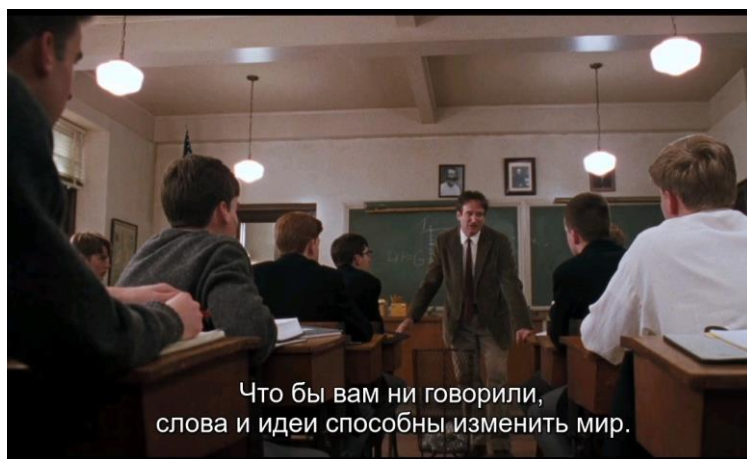 Что бы вам ни говорили,
слова и идеи способны изменить мир.